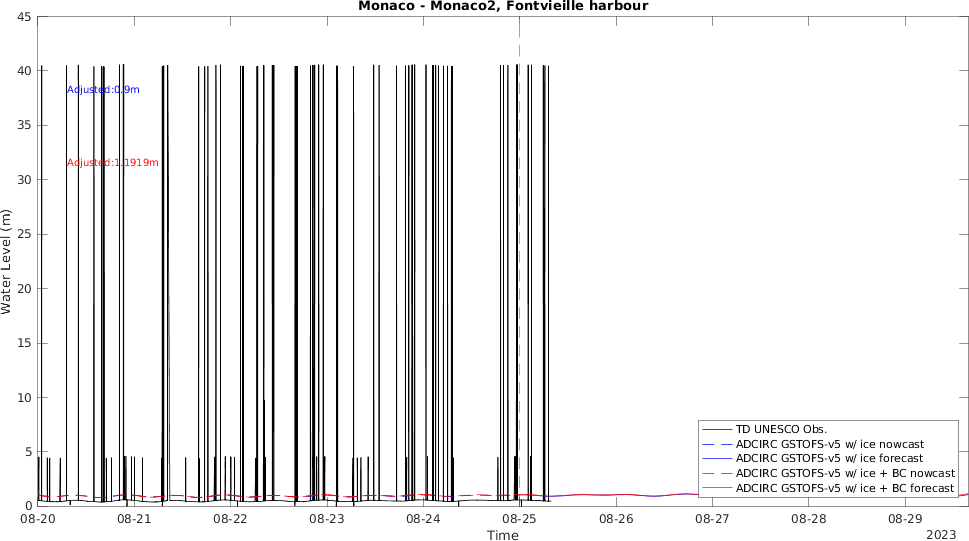 Monaco - Monaco2, Fontvieille harbour
45
40
35
30
25
20
15
10
5
0
Water Level (m)
Adjusted:0.9m
Adjusted:1.1919m
TD UNESCO Obs.
ADCIRC GSTOFS-v5 w/ ice nowcast
ADCIRC GSTOFS-v5 w/ ice forecast
ADCIRC GSTOFS-v5 w/ ice + BC nowcast
ADCIRC GSTOFS-v5 w/ ice + BC forecast
08-20 08-21 08-22 08-23 08-24 08-25 08-26 08-27 08-28 08-29
Time
2023